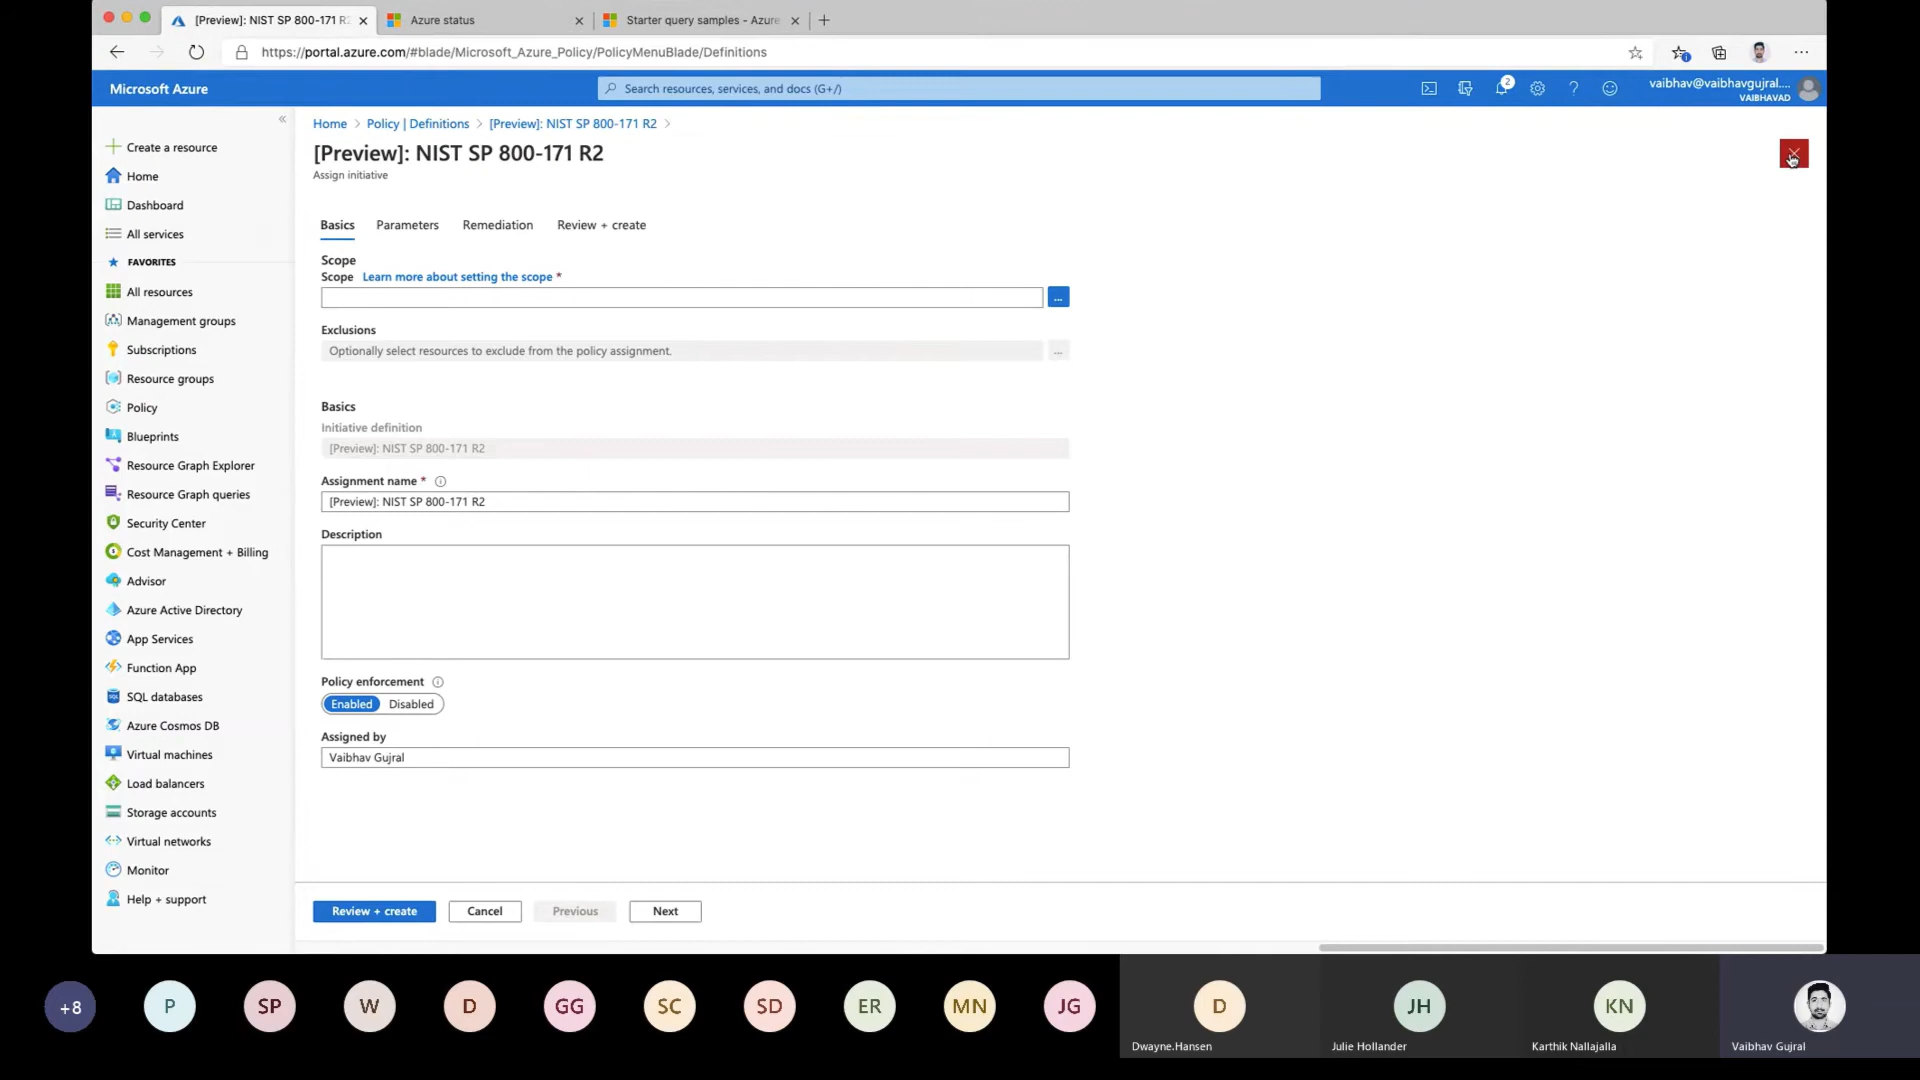 [Preview]: NIST SP 800-171 R2
Azure status
Starter query samples - Azure
https://portal.azure.com/#blade/Microsoft_Azure_Policy/PolicyMenuBlade/Definitions
Microsoft Azure
Search resources, services, and docs (G+/)
2
vaibhav@vaibhavgujral....
VAIBHAVAD
Create a resource
Home
Dashboard
All services
FAVORITES
All resources
Management groups
Subscriptions
Resource groups
Policy
Blueprints
Resource Graph Explorer
Resource Graph queries
Security Center
Cost Management + Billing
Advisor
Azure Active Directory
App Services
Function App
SQL databases
Azure Cosmos DB
Virtual machines
Load balancers
Storage accounts
Virtual networks
Monitor
Help + support
Home > Policy | Definitions > [Preview]: NIST SP 800-171 R2 >
[Preview]: NIST SP 800-171 R2
Assign initiative
Basics Parameters Remediation Review + create
Scope
Scope Learn more about setting the scope *
...
Exclusions
Optionally select resources to exclude from the policy assignment.
...
Basics
Initiative definition
[Preview]: NIST SP 800-171 R2
Assignment name *
[Preview]: NIST SP 800-171 R2
Description
Policy enforcement
Enabled Disabled
Assigned by
Vaibhav Gujral
Review + create Cancel Previous Next
+8 P SP W D GG SC SD ER MN JG D JH KN
Dwayne.Hansen Julie Hollander Karthik Nallajalla Vaibhav Gujral